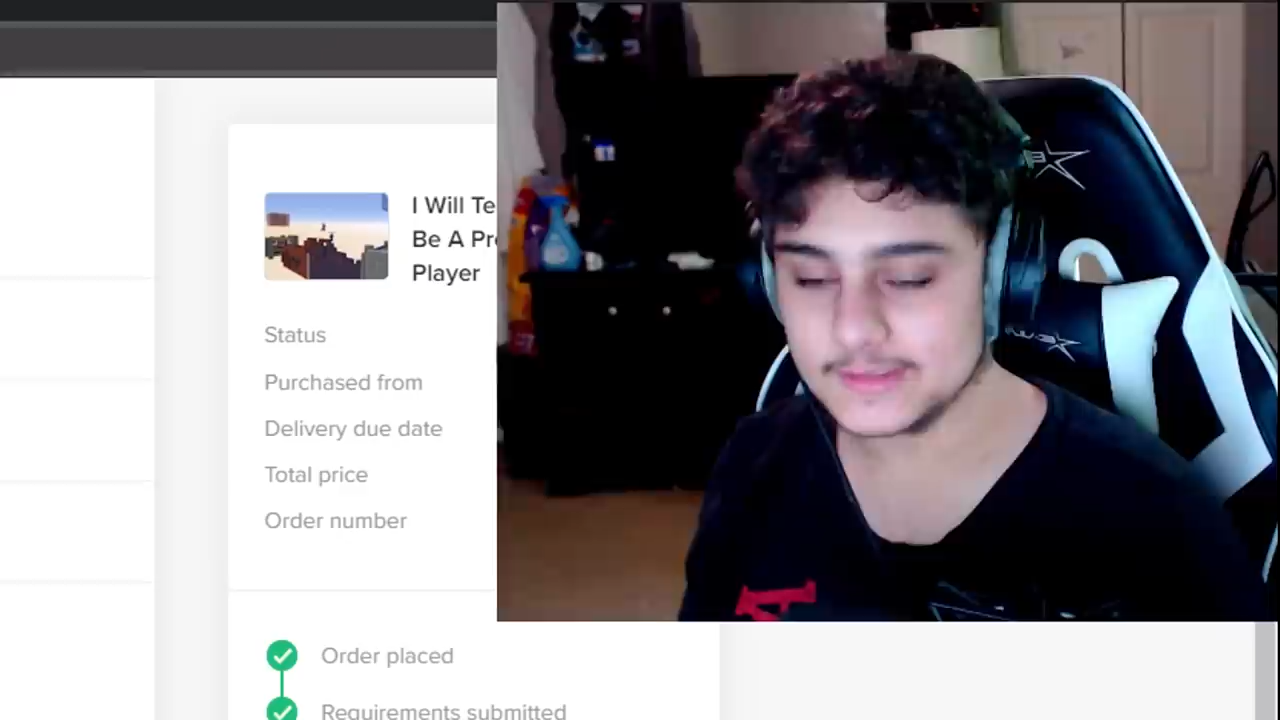 I Will Te
Be A Pr
Player
Status
Purchased from
Delivery due date
Total price
Order number
Order placed
Requirements submitted